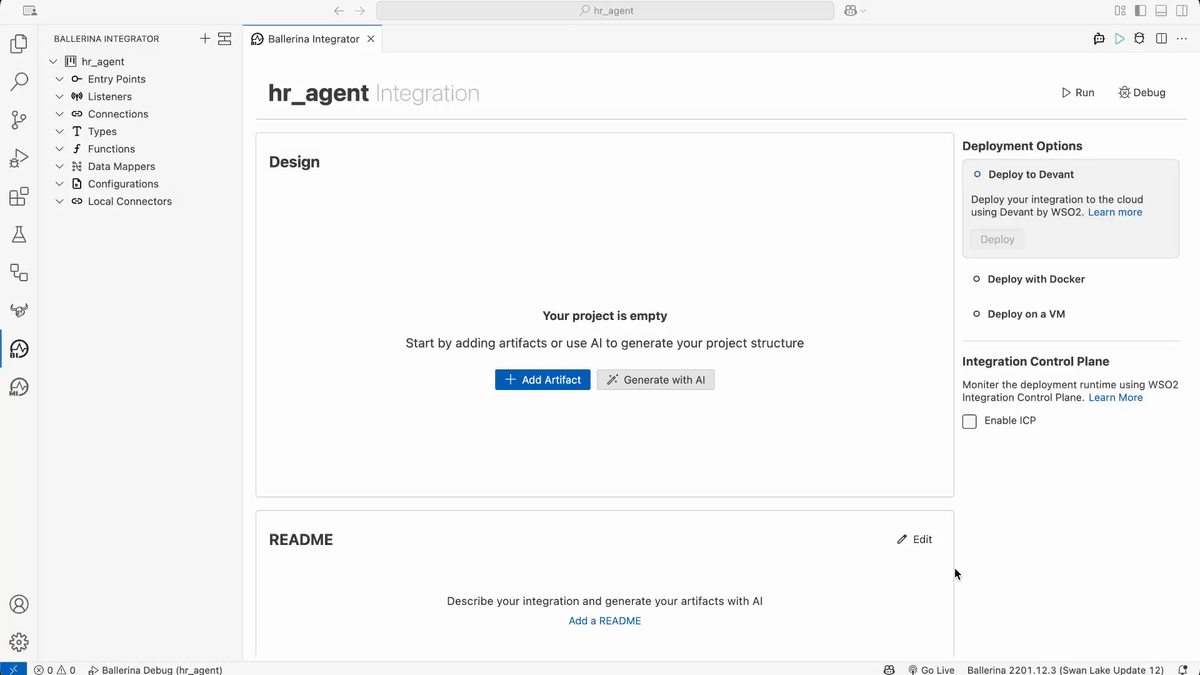 hr_agent
BALLERINA INTEGRATOR
hr_agent
Entry Points
Listeners
Connections
Types
Functions
Data Mappers
Configurations
Local Connectors
Ballerina Integrator
hr_agent Integration
Run
Debug
Design
Your project is empty
Start by adding artifacts or use AI to generate your project structure
Add Artifact
Generate with AI
README
Edit
Describe your integration and generate your artifacts with AI
Add a README
Deployment Options
Deploy to Devant
Deploy your integration to the cloud
using Devant by WSO2. Learn more
Deploy
Deploy with Docker
Deploy on a VM
Integration Control Plane
Moniter the deployment runtime using WSO2
Integration Control Plane. Learn More
Enable ICP
BI
MI
0 0
Ballerina Debug (hr_agent)
Go Live
Ballerina 2201.12.3 (Swan Lake Update 12)